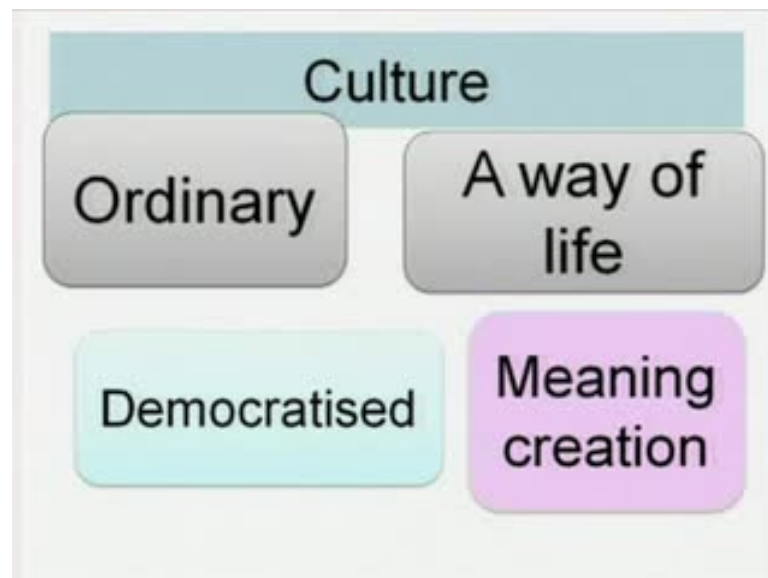 Culture
Ordinary
A way of
life
Democratised
Meaning
creation